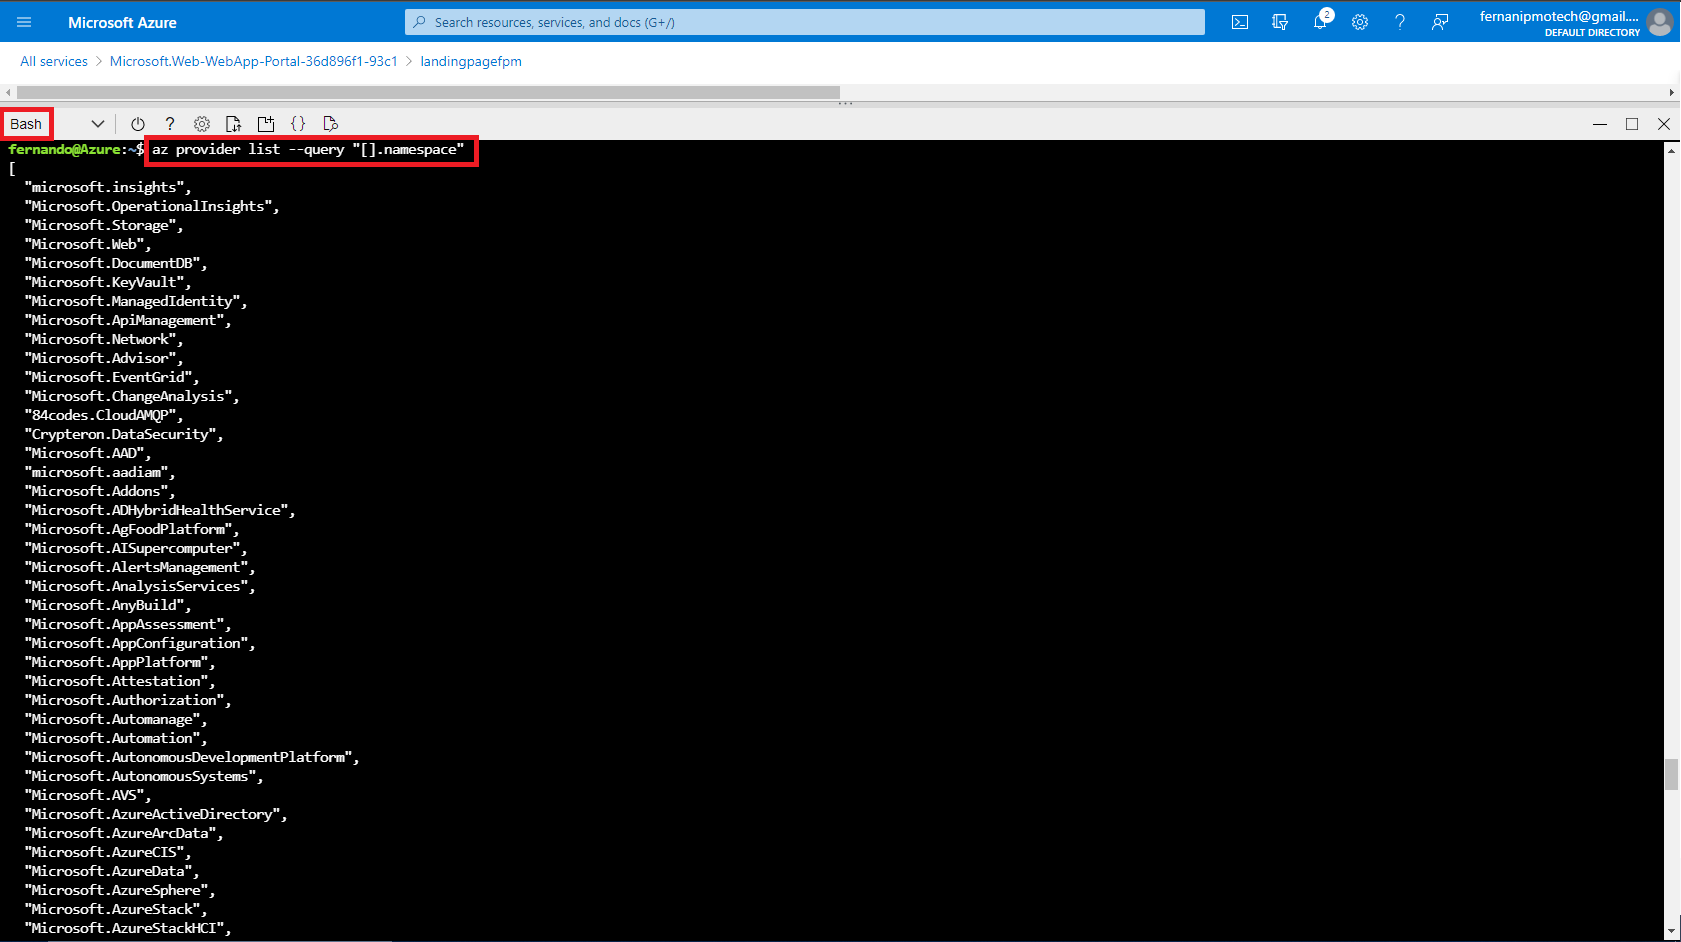 Microsoft Azure
Search resources, services, and docs (G+/)
2
fernanipmotech@gmail....
DEFAULT DIRECTORY
All services > Microsoft.Web-WebApp-Portal-36d896f1-93c1 > landingpagefpm
Bash
fernando@Azure:~$ az provider list --query "[].namespace"
[
"microsoft.insights",
"Microsoft.OperationalInsights",
"Microsoft.Storage",
"Microsoft.Web",
"Microsoft.DocumentDB",
"Microsoft.KeyVault",
"Microsoft.ManagedIdentity",
"Microsoft.ApiManagement",
"Microsoft.Network",
"Microsoft.Advisor",
"Microsoft.EventGrid",
"Microsoft.ChangeAnalysis",
"84codes.CloudAMQP",
"Crypteron.DataSecurity",
"Microsoft.AAD",
"microsoft.aadiam",
"Microsoft.Addons",
"Microsoft.ADHybridHealthService",
"Microsoft.AgFoodPlatform",
"Microsoft.AISupercomputer",
"Microsoft.AlertsManagement",
"Microsoft.AnalysisServices",
"Microsoft.AnyBuild",
"Microsoft.AppAssessment",
"Microsoft.AppConfiguration",
"Microsoft.AppPlatform",
"Microsoft.Attestation",
"Microsoft.Authorization",
"Microsoft.Automanage",
"Microsoft.Automation",
"Microsoft.AutonomousDevelopmentPlatform",
"Microsoft.AutonomousSystems",
"Microsoft.AVS",
"Microsoft.AzureActiveDirectory",
"Microsoft.AzureArcData",
"Microsoft.AzureCIS",
"Microsoft.AzureData",
"Microsoft.AzureSphere",
"Microsoft.AzureStack",
"Microsoft.AzureStackHCI",